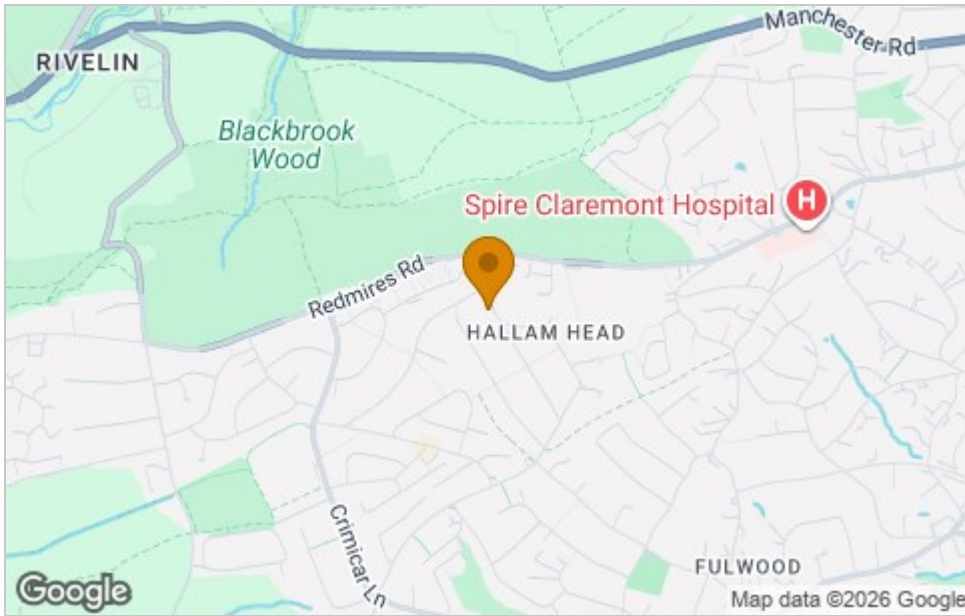 Manchester Rd
RIVELIN
Blackbrook
Wood
Spire Claremont Hospital
H
Redmires Rd
HALLAM HEAD
Crimicar Ln
FULWOOD
Google
Map data ©2026 Google